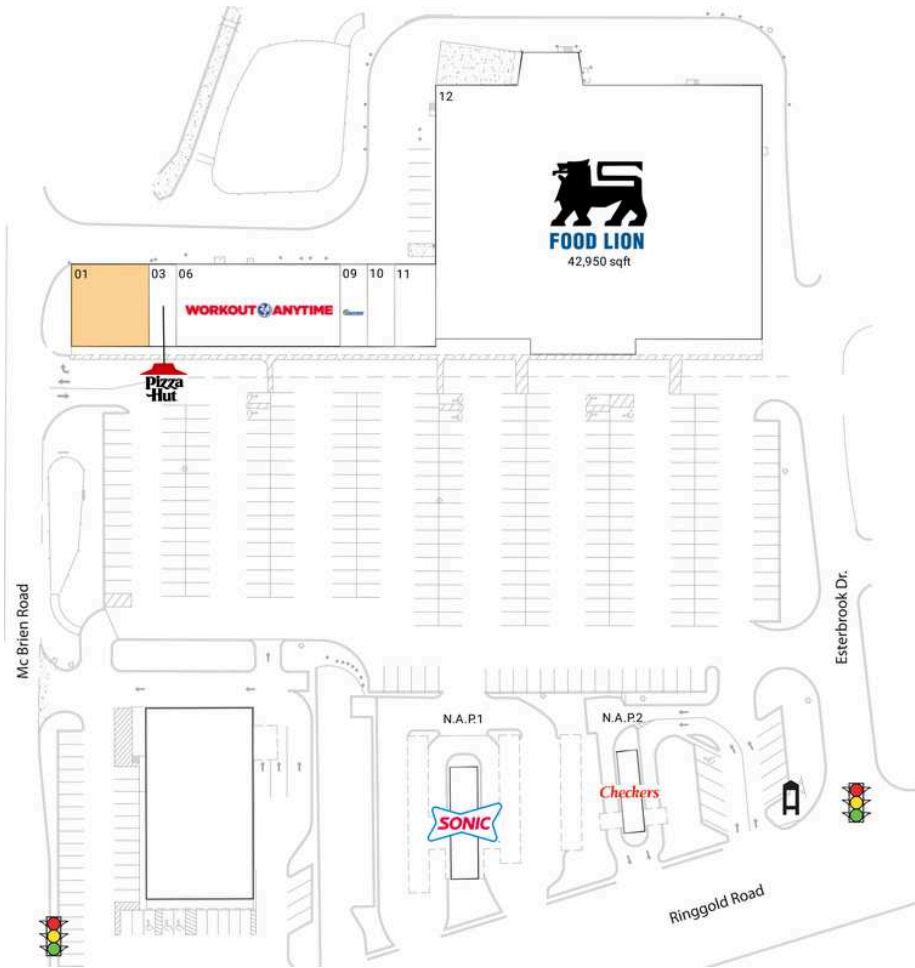 12
FOOD LION
42,950 sqft
01
03
06
09
10
11
WORKOUT 24 ANYTIME
Pizza
Hut
Mc Brien Road
Esterbrook Dr.
N.A.P.1
N.A.P.2
SONIC
Checkers
Ringgold Road